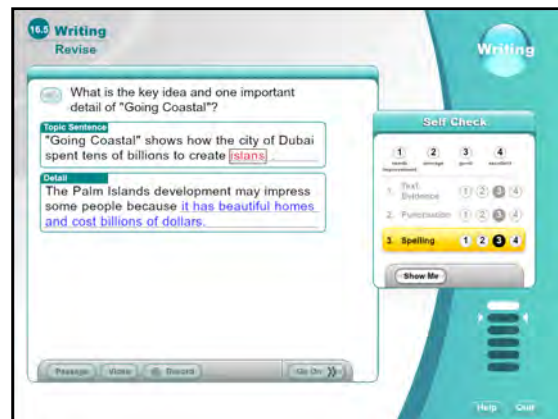 16.5 Writing
Revise
Writing
What is the key idea and one important
detail of "Going Coastal"?
Topic Sentence
"Going Coastal" shows how the city of Dubai
spent tens of billions to create islans .
Detail
The Palm Islands development may impress
some people because it has beautiful homes
and cost billions of dollars.
Self Check
1 2 3 4
needs improvement average good excellent
1. Text Evidence 1 2 3 4
2. Punctuation 1 2 3 4
3. Spelling 1 2 3 4
Show Me
Passage Video Record Go On
Help Quit